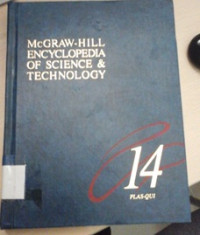 McGRAW-HILL
ENCYCLOPEDIA
OF SCIENCE &
TECHNOLOGY
14
PLAS-QUI